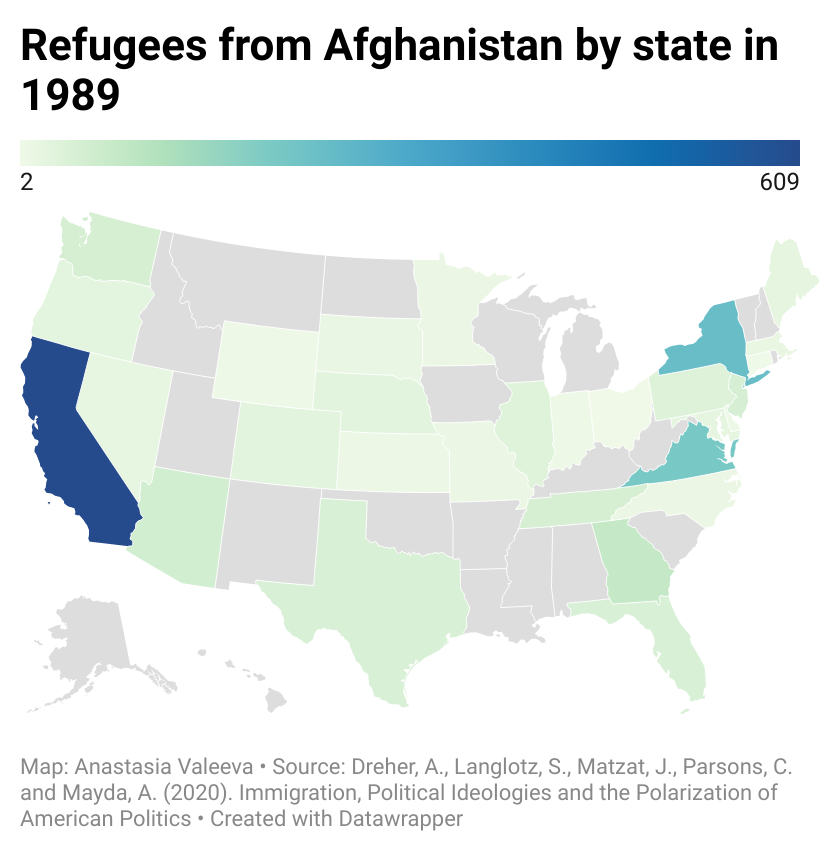 Refugees from Afghanistan by state in
1989
2 609
Map: Anastasia Valeeva • Source: Dreher, A., Langlotz, S., Matzat, J., Parsons, C.
and Mayda, A. (2020). Immigration, Political Ideologies and the Polarization of
American Politics • Created with Datawrapper